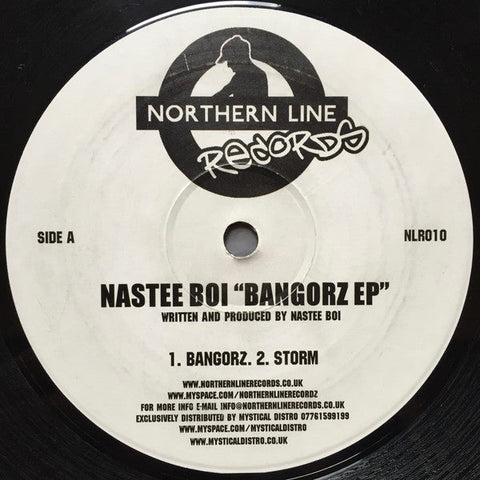 NORTHERN LINE
RECORDS
SIDE A
NLR010
NASTEE BOI "BANGORZ EP"
WRITTEN AND PRODUCED BY NASTEE BOI
1. BANGORZ. 2. STORM
WWW.NORTHERNLINERECORDS.CO.UK
WWW.MYSPACE.COM/NORTHERNLINERECORDZ
FOR MORE INFO E-MAIL INFO@NORTHERNLINERECORDS.CO.UK
EXCLUSIVELY DISTRIBUTED BY MYSTICAL DISTRO 07761599199
WWW.MYSPACE.COM/MYSTICALDISTRO
WWW.MYSTICALDISTRO.CO.UK